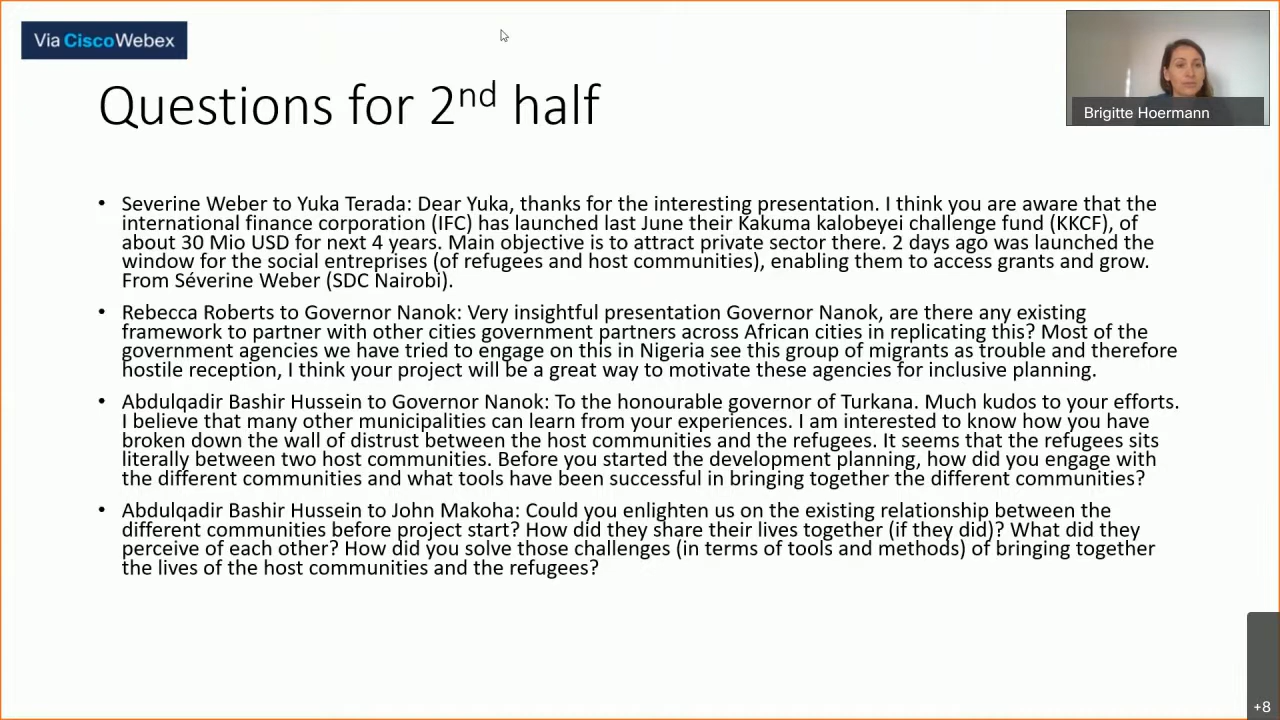 Via Cisco Webex
Brigitte Hoermann
Questions for 2nd half
• Severine Weber to Yuka Terada: Dear Yuka, thanks for the interesting presentation. I think you are aware that the
international finance corporation (IFC) has launched last June their Kakuma kalobeyei challenge fund (KKCF), of
about 30 Mio USD for next 4 years. Main objective is to attract private sector there. 2 days ago was launched the
window for the social entreprises (of refugees and host communities), enabling them to access grants and grow.
From Séverine Weber (SDC Nairobi).
• Rebecca Roberts to Governor Nanok: Very insightful presentation Governor Nanok, are there any existing
framework to partner with other cities government partners across African cities in replicating this? Most of the
government agencies we have tried to engage on this in Nigeria see this group of migrants as trouble and therefore
hostile reception, I think your project will be a great way to motivate these agencies for inclusive planning.
• Abdulqadir Bashir Hussein to Governor Nanok: To the honourable governor of Turkana. Much kudos to your efforts.
I believe that many other municipalities can learn from your experiences. I am interested to know how you have
broken down the wall of distrust between the host communities and the refugees. It seems that the refugees sits
literally between two host communities. Before you started the development planning, how did you engage with
the different communities and what tools have been successful in bringing together the different communities?
• Abdulqadir Bashir Hussein to John Makoha: Could you enlighten us on the existing relationship between the
different communities before project start? How did they share their lives together (if they did)? What did they
perceive of each other? How did you solve those challenges (in terms of tools and methods) of bringing together
the lives of the host communities and the refugees?
+8